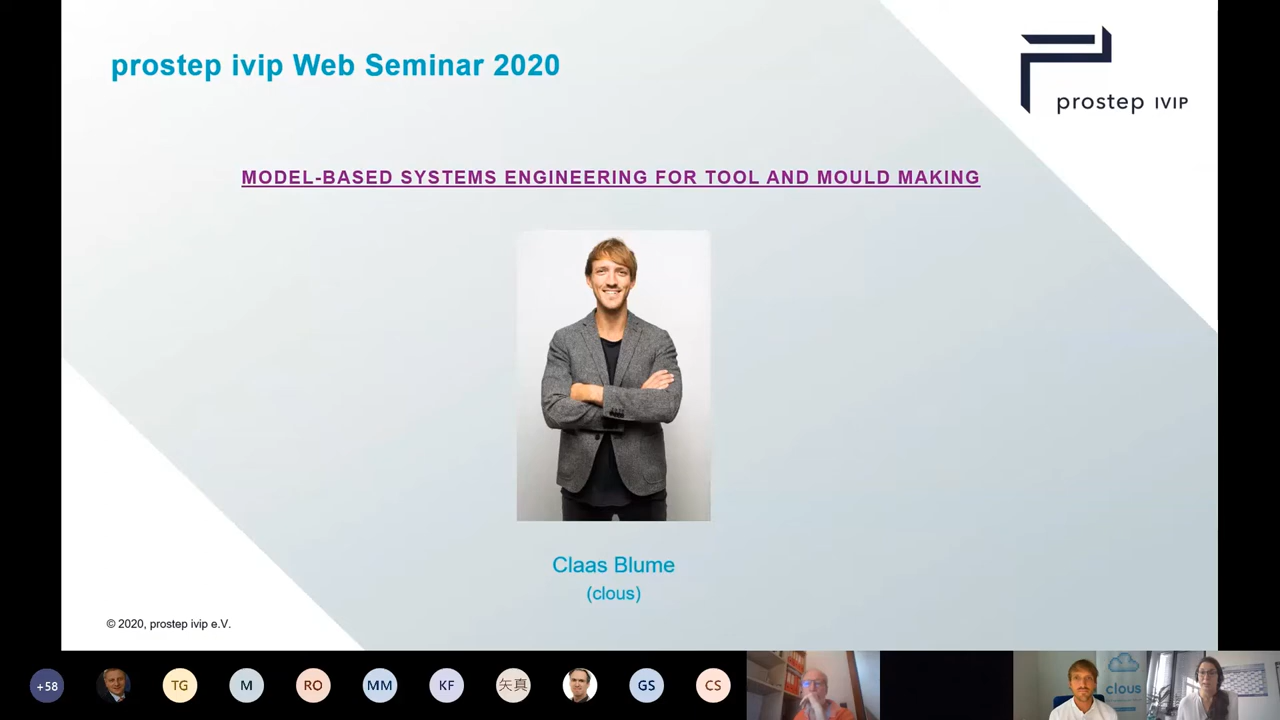 prostep ivip Web Seminar 2020
prostep IVIP
MODEL-BASED SYSTEMS ENGINEERING FOR TOOL AND MOULD MAKING
Claas Blume
(clous)
© 2020, prostep ivip e.V.
+58
TG
M
RO
MM
KF
矢真
GS
CS
clous